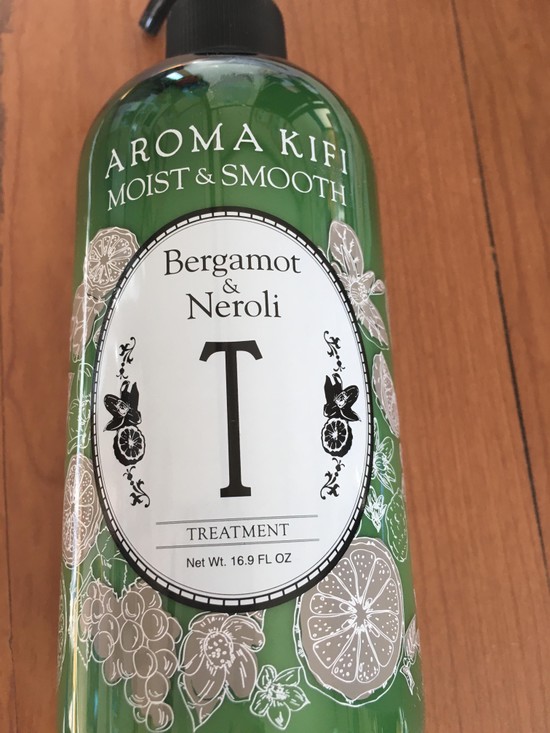 AROMA KIFI
MOIST & SMOOTH
Bergamot
&
Neroli
T
TREATMENT
Net Wt. 16.9 FL OZ